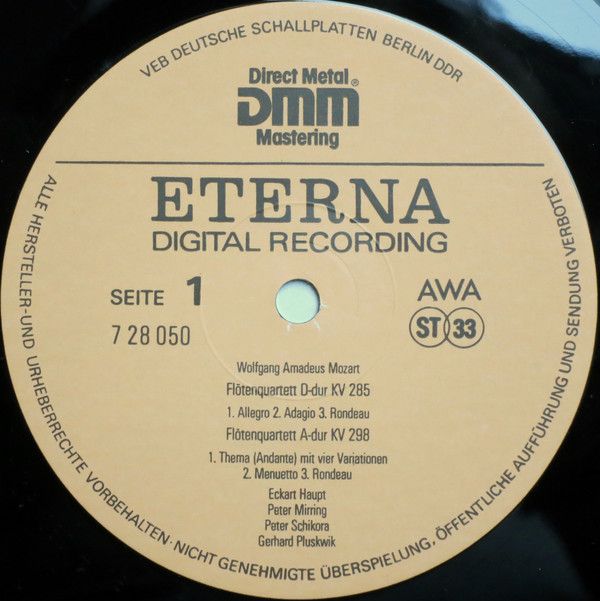 VEB DEUTSCHE SCHALLPLATTEN BERLIN DDR
Direct Metal
DMM®
Mastering
ETERNA
DIGITAL RECORDING
SEITE 1
AWA
7 28 050
ST 33
Wolfgang Amadeus Mozart
Flötenquartett D-dur KV 285
1. Allegro 2. Adagio 3. Rondeau
Flötenquartett A-dur KV 298
1. Thema (Andante) mit vier Variationen
2. Menuetto 3. Rondeau
Eckart Haupt
Peter Mirring
Peter Schikora
Gerhard Pluskwik
ALLE HERSTELLER-UND URHEBERRECHTE VORBEHALTEN· NICHT GENEHMIGTE ÜBERSPIELUNG, ÖFFENTLICHE AUFFÜHRUNG UND SENDUNG VERBOTEN